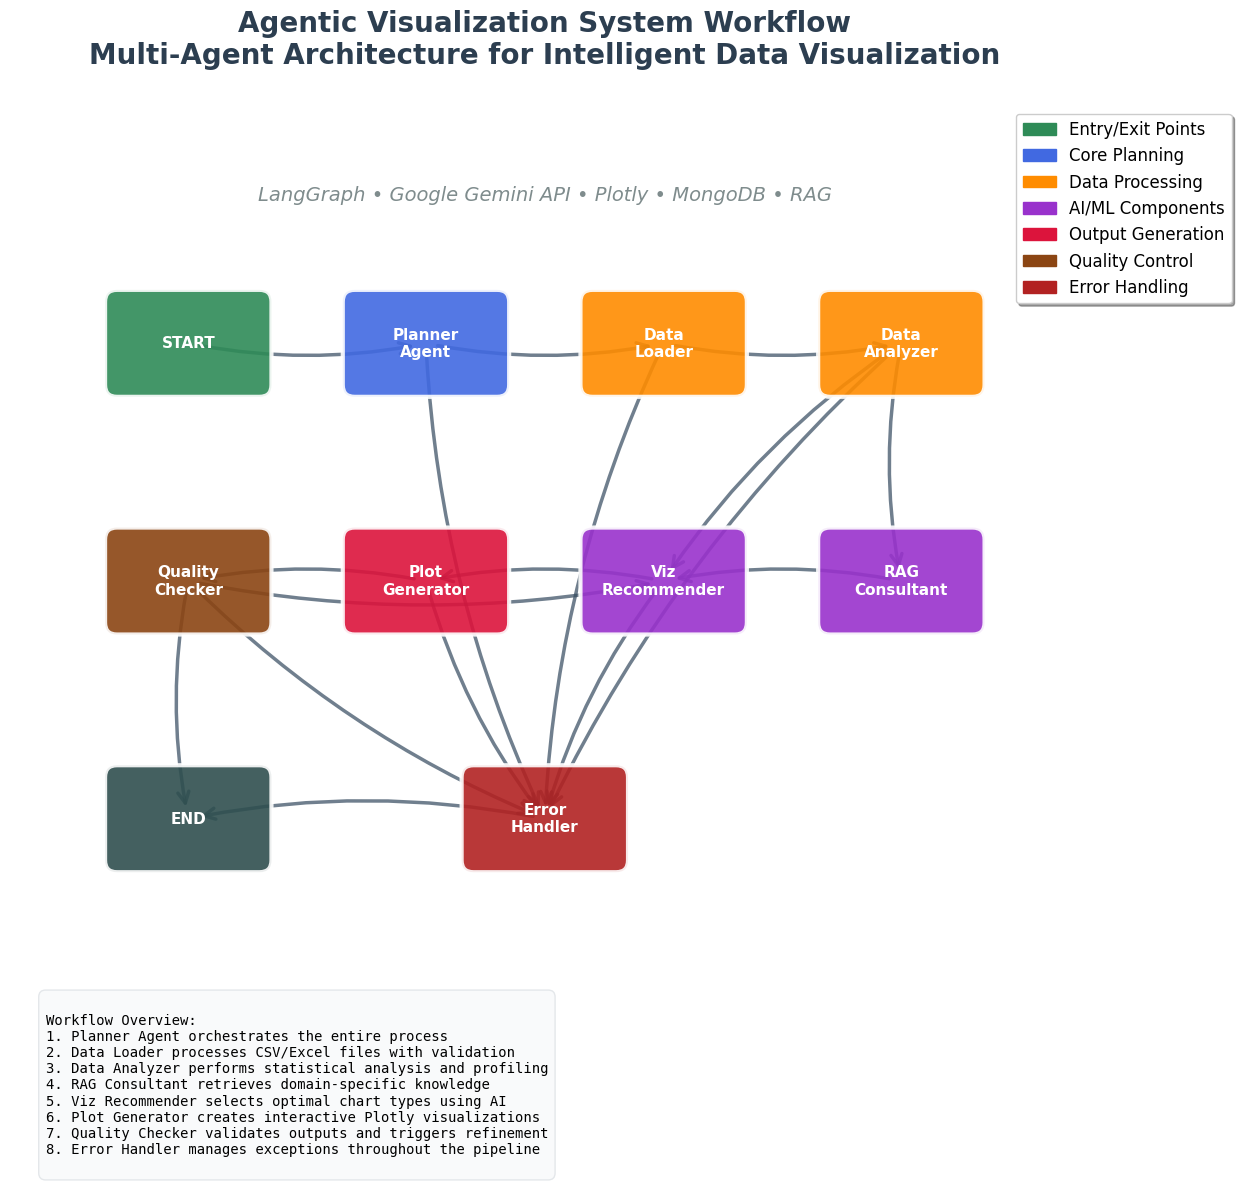 Agentic Visualization System Workflow
Multi-Agent Architecture for Intelligent Data Visualization
Entry/Exit Points
Core Planning
Data Processing
AI/ML Components
Output Generation
Quality Control
Error Handling
LangGraph • Google Gemini API • Plotly • MongoDB • RAG
START
Planner
Agent
Data
Loader
Data
Analyzer
Quality
Checker
Plot
Generator
Viz
Recommender
RAG
Consultant
END
Error
Handler
Workflow Overview:
1. Planner Agent orchestrates the entire process
2. Data Loader processes CSV/Excel files with validation
3. Data Analyzer performs statistical analysis and profiling
4. RAG Consultant retrieves domain-specific knowledge
5. Viz Recommender selects optimal chart types using AI
6. Plot Generator creates interactive Plotly visualizations
7. Quality Checker validates outputs and triggers refinement
8. Error Handler manages exceptions throughout the pipeline